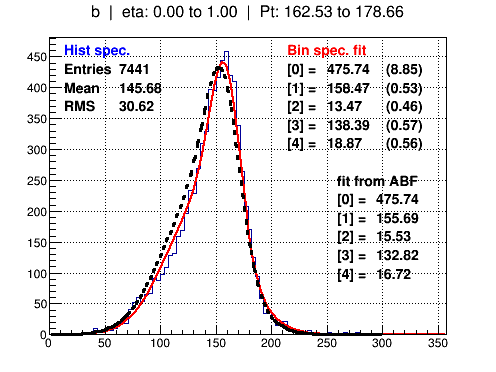 b | eta: 0.00 to 1.00 | Pt: 162.53 to 178.66
Hist spec.
Entries 7441
Mean 145.68
RMS 30.62
Bin spec. fit
[0] = 475.74 (8.85)
[1] = 158.47 (0.53)
[2] = 13.47 (0.46)
[3] = 138.39 (0.57)
[4] = 18.87 (0.56)
fit from ABF
[0] = 475.74
[1] = 155.69
[2] = 15.53
[3] = 132.82
[4] = 16.72
450
400
350
300
250
200
150
100
50
0
0 50 100 150 200 250 300 350